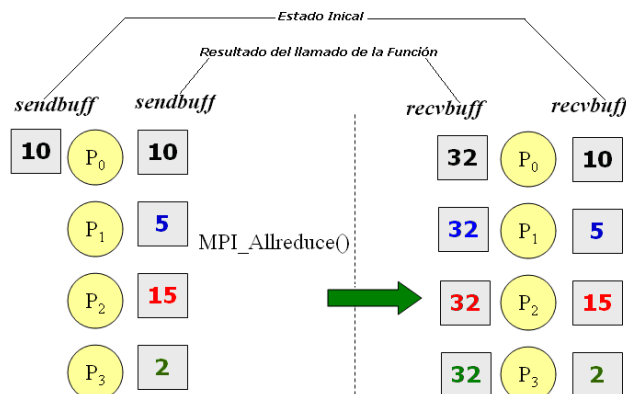 Estado Inical
Resultado del llamado de la Función
sendbuff sendbuff recvbuff recvbuff
10 P0 10 32 P0 10
P1 5 MPI_Allreduce() 32 P1 5
P2 15 32 P2 15
P3 2 32 P3 2